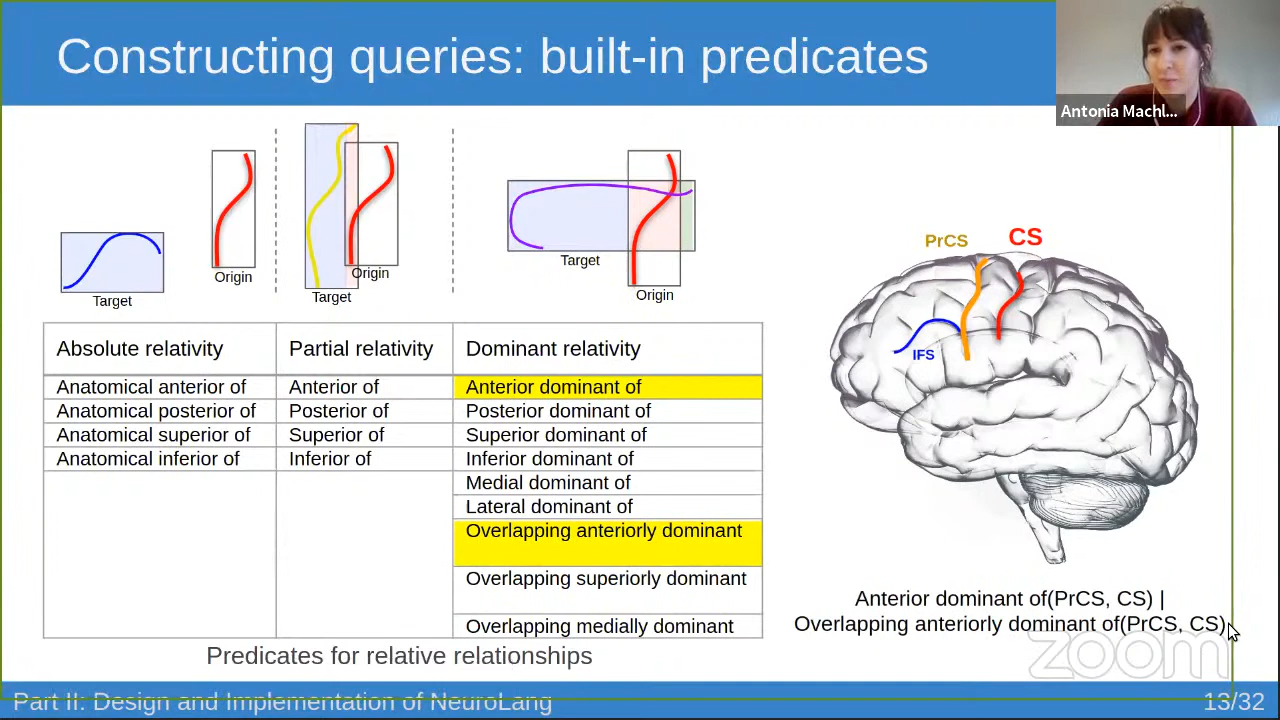 Constructing queries: built-in predicates
Antonia Machl...
Origin
Target
Origin
Target
Target
Origin
PrCS
CS
IFS
Absolute relativity
Partial relativity
Dominant relativity
Anatomical anterior of
Anterior of
Anterior dominant of
Anatomical posterior of
Posterior of
Posterior dominant of
Anatomical superior of
Superior of
Superior dominant of
Anatomical inferior of
Inferior of
Inferior dominant of
Medial dominant of
Lateral dominant of
Overlapping anteriorly dominant
Overlapping superiorly dominant
Overlapping medially dominant
Anterior dominant of(PrCS, CS) |
Overlapping anteriorly dominant of(PrCS, CS)
Predicates for relative relationships
zoom
Part II: Design and Implementation of NeuroLang
13/32